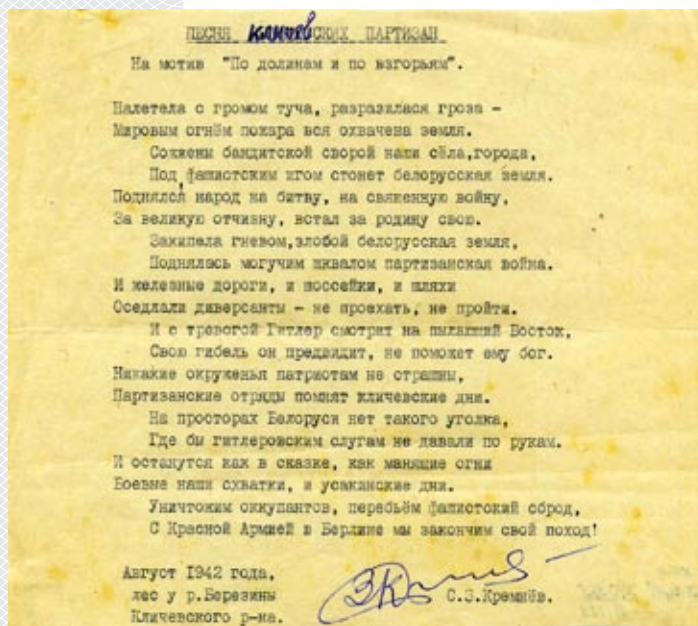 ПЕСНЯ КЛИЧЕВСКИХ ПАРТИЗАН
На мотив "По долинам и по взгорьям".
Налетела с громом туча, разразилася гроза -
Мировым огнём пожара вся охвачена земля.
Сожжены бандитской сворой наши сёла,города,
Под фашистским игом стонет белорусская земля.
Поднялся народ на битву, на священную войну,
За великую отчизну, встал за родину свою.
Закипела гневом,злобой белорусская земля,
Поднялась могучим шквалом партизанская война.
И железные дороги, и шоссейки, и шляхи
Оседлали диверсанты - не проехать, не пройти.
И с тревогой Гитлер смотрит на пылающий Восток,
Свою гибель он предвидит, не поможет ему бог.
Никакие окруженья патриотам не страшны,
Партизанские отряды помнят кличевские дни.
На просторах Белоруси нет такого уголка,
Где бы гитлеровским слугам не давали по рукам.
И останутся как в сказке, как манящие огни
Боевые наши схватки, и усакинские дни.
Уничтожим оккупантов, перебьём фашистский сброд,
С Красной Армией в Берлине мы закончим свой поход!
Август 1942 года,
лес у р.Березины С.З.Кремнёв.
Кличевского р-на.